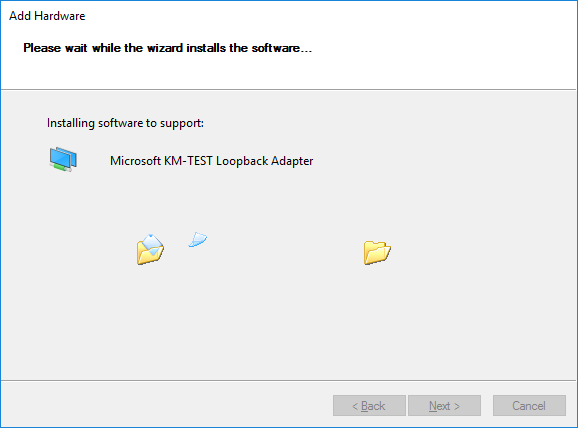 Add Hardware
Please wait while the wizard installs the software...
Installing software to support:
Microsoft KM-TEST Loopback Adapter
< Back
Next >
Cancel